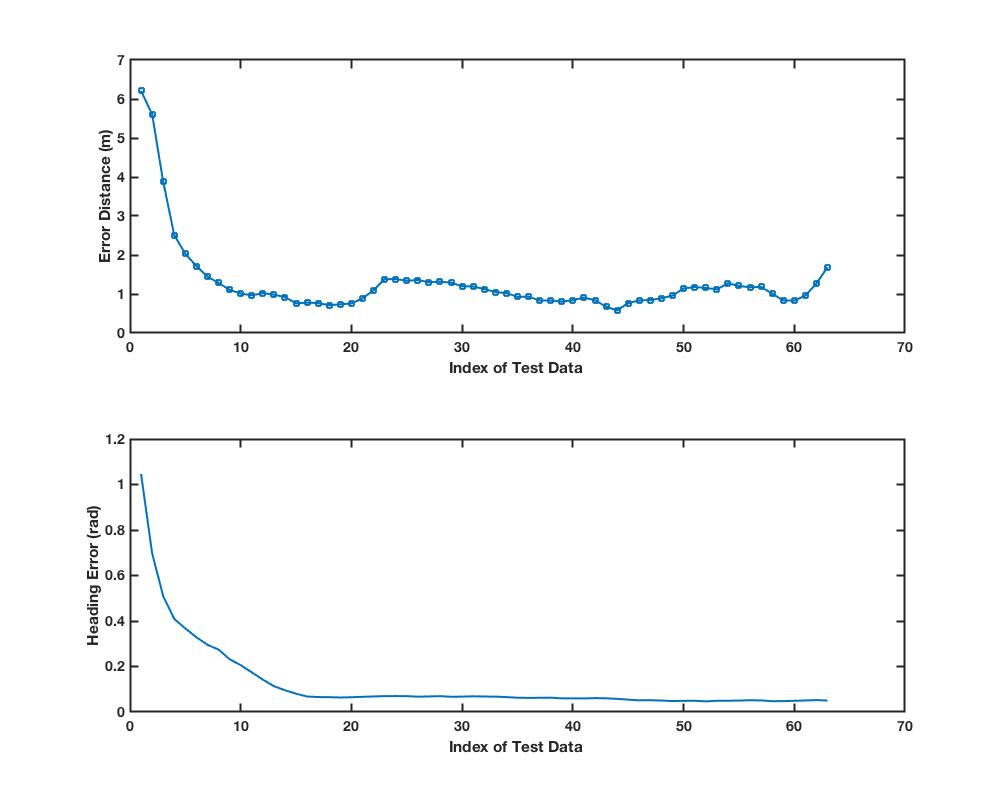 7
6
5
4
3
2
1
0
Error Distance (m)
0 10 20 30 40 50 60 70
Index of Test Data
1.2
1
0.8
0.6
0.4
0.2
0
Heading Error (rad)
0 10 20 30 40 50 60 70
Index of Test Data